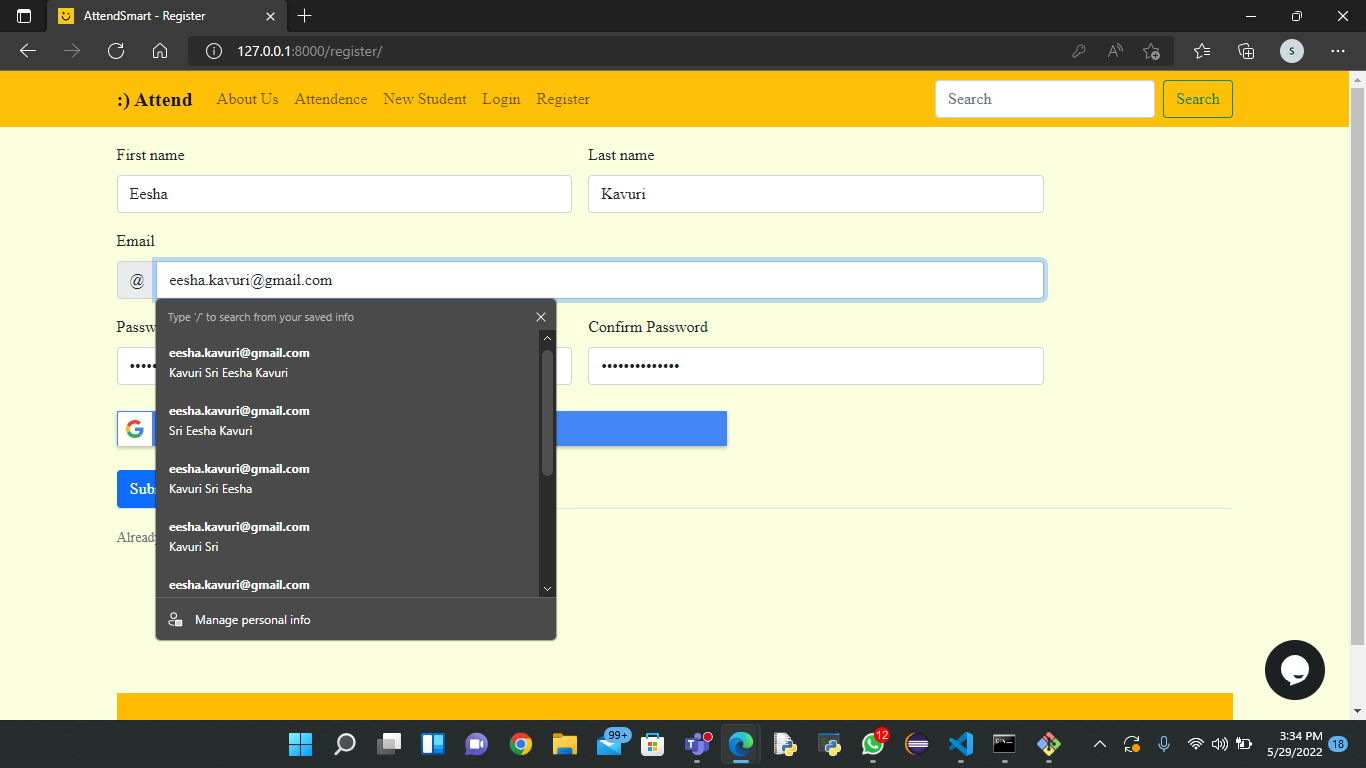 AttendSmart - Register
127.0.0.1:8000/register/
S
:) Attend About Us Attendence New Student Login Register Search Search
First name Last name
Eesha Kavuri
Email
@ eesha.kavuri@gmail.com
Type '/' to search from your saved info
Passw Confirm Password
eesha.kavuri@gmail.com
Kavuri Sri Eesha Kavuri
eesha.kavuri@gmail.com
Sri Eesha Kavuri
eesha.kavuri@gmail.com
Kavuri Sri Eesha
Sub
eesha.kavuri@gmail.com
Kavuri Sri
Already
eesha.kavuri@gmail.com
Manage personal info
99+
12
3:34 PM
5/29/2022
18